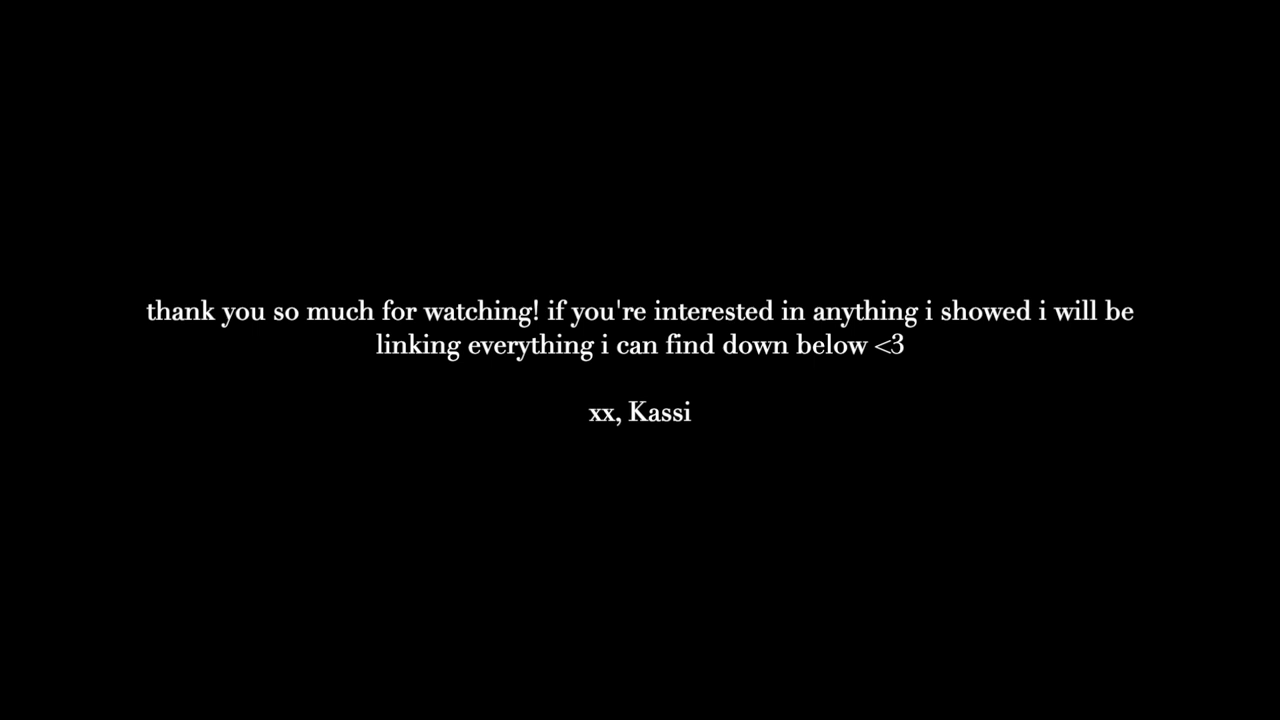 thank you so much for watching! if you're interested in anything i showed i will be
linking everything i can find down below <3
xx, Kassi